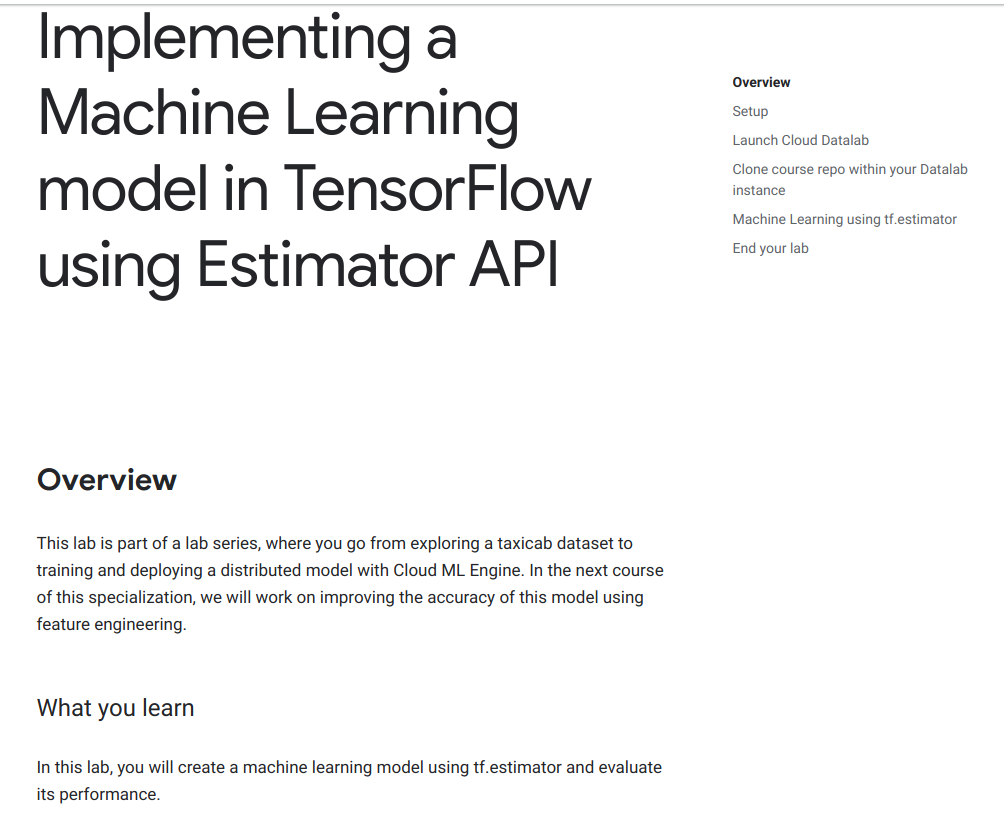 Implementing a
Machine Learning
model in TensorFlow
using Estimator API
Overview
Setup
Launch Cloud Datalab
Clone course repo within your Datalab
instance
Machine Learning using tf.estimator
End your lab
Overview
This lab is part of a lab series, where you go from exploring a taxicab dataset to
training and deploying a distributed model with Cloud ML Engine. In the next course
of this specialization, we will work on improving the accuracy of this model using
feature engineering.
What you learn
In this lab, you will create a machine learning model using tf.estimator and evaluate
its performance.